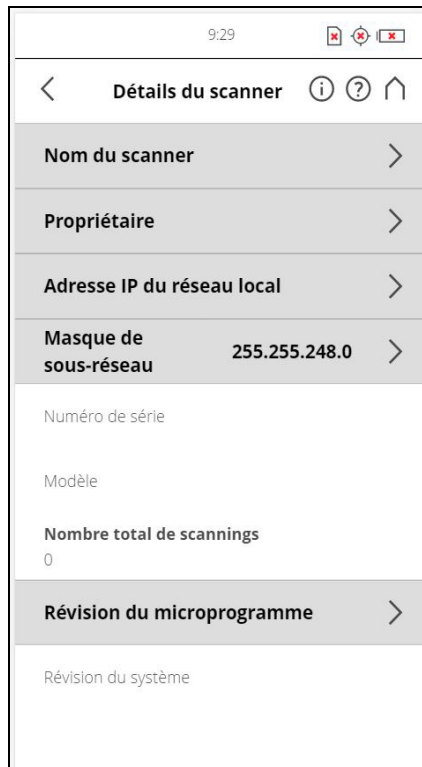 9:29
Détails du scanner
Nom du scanner
Propriétaire
Adresse IP du réseau local
Masque de
sous-réseau 255.255.248.0
Numéro de série
Modèle
Nombre total de scannings
0
Révision du microprogramme
Révision du système